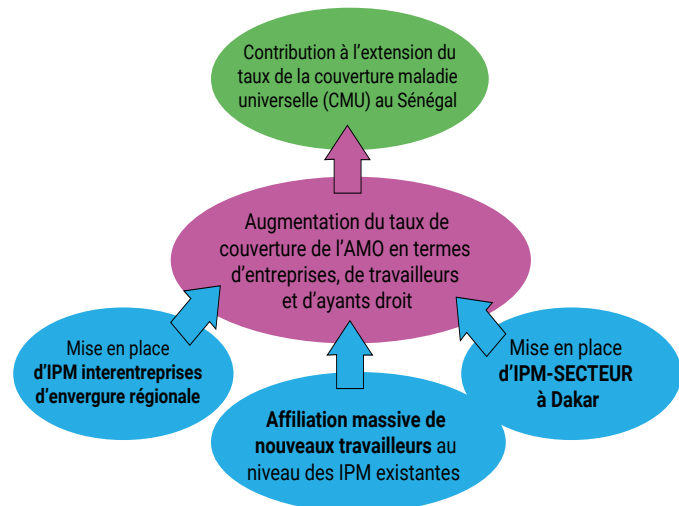 Contribution à l’extension du
taux de la couverture maladie
universelle (CMU) au Sénégal
Augmentation du taux de
couverture de l’AMO en termes
d’entreprises, de travailleurs
et d’ayants droit
Mise en place
d’IPM interentreprises
d’envergure régionale
Affiliation massive de
nouveaux travailleurs au
niveau des IPM existantes
Mise en place
d’IPM-SECTEUR
à Dakar